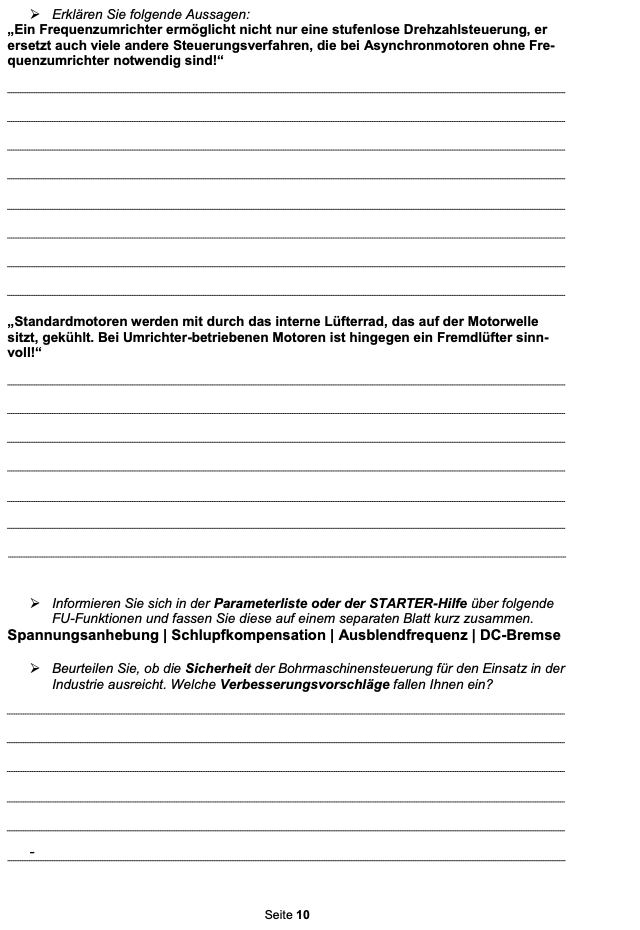 ➢ Erklären Sie folgende Aussagen:
„Ein Frequenzumrichter ermöglicht nicht nur eine stufenlose Drehzahlsteuerung, er
ersetzt auch viele andere Steuerungsverfahren, die bei Asynchronmotoren ohne Fre-
quenzumrichter notwendig sind!“
„Standardmotoren werden mit durch das interne Lüfterrad, das auf der Motorwelle
sitzt, gekühlt. Bei Umrichter-betriebenen Motoren ist hingegen ein Fremdlüfter sinn-
voll!“
➢ Informieren Sie sich in der Parameterliste oder der STARTER-Hilfe über folgende
FU-Funktionen und fassen Sie diese auf einem separaten Blatt kurz zusammen.
Spannungsanhebung | Schlupfkompensation | Ausblendfrequenz | DC-Bremse
➢ Beurteilen Sie, ob die Sicherheit der Bohrmaschinensteuerung für den Einsatz in der
Industrie ausreicht. Welche Verbesserungsvorschläge fallen Ihnen ein?
-
Seite 10